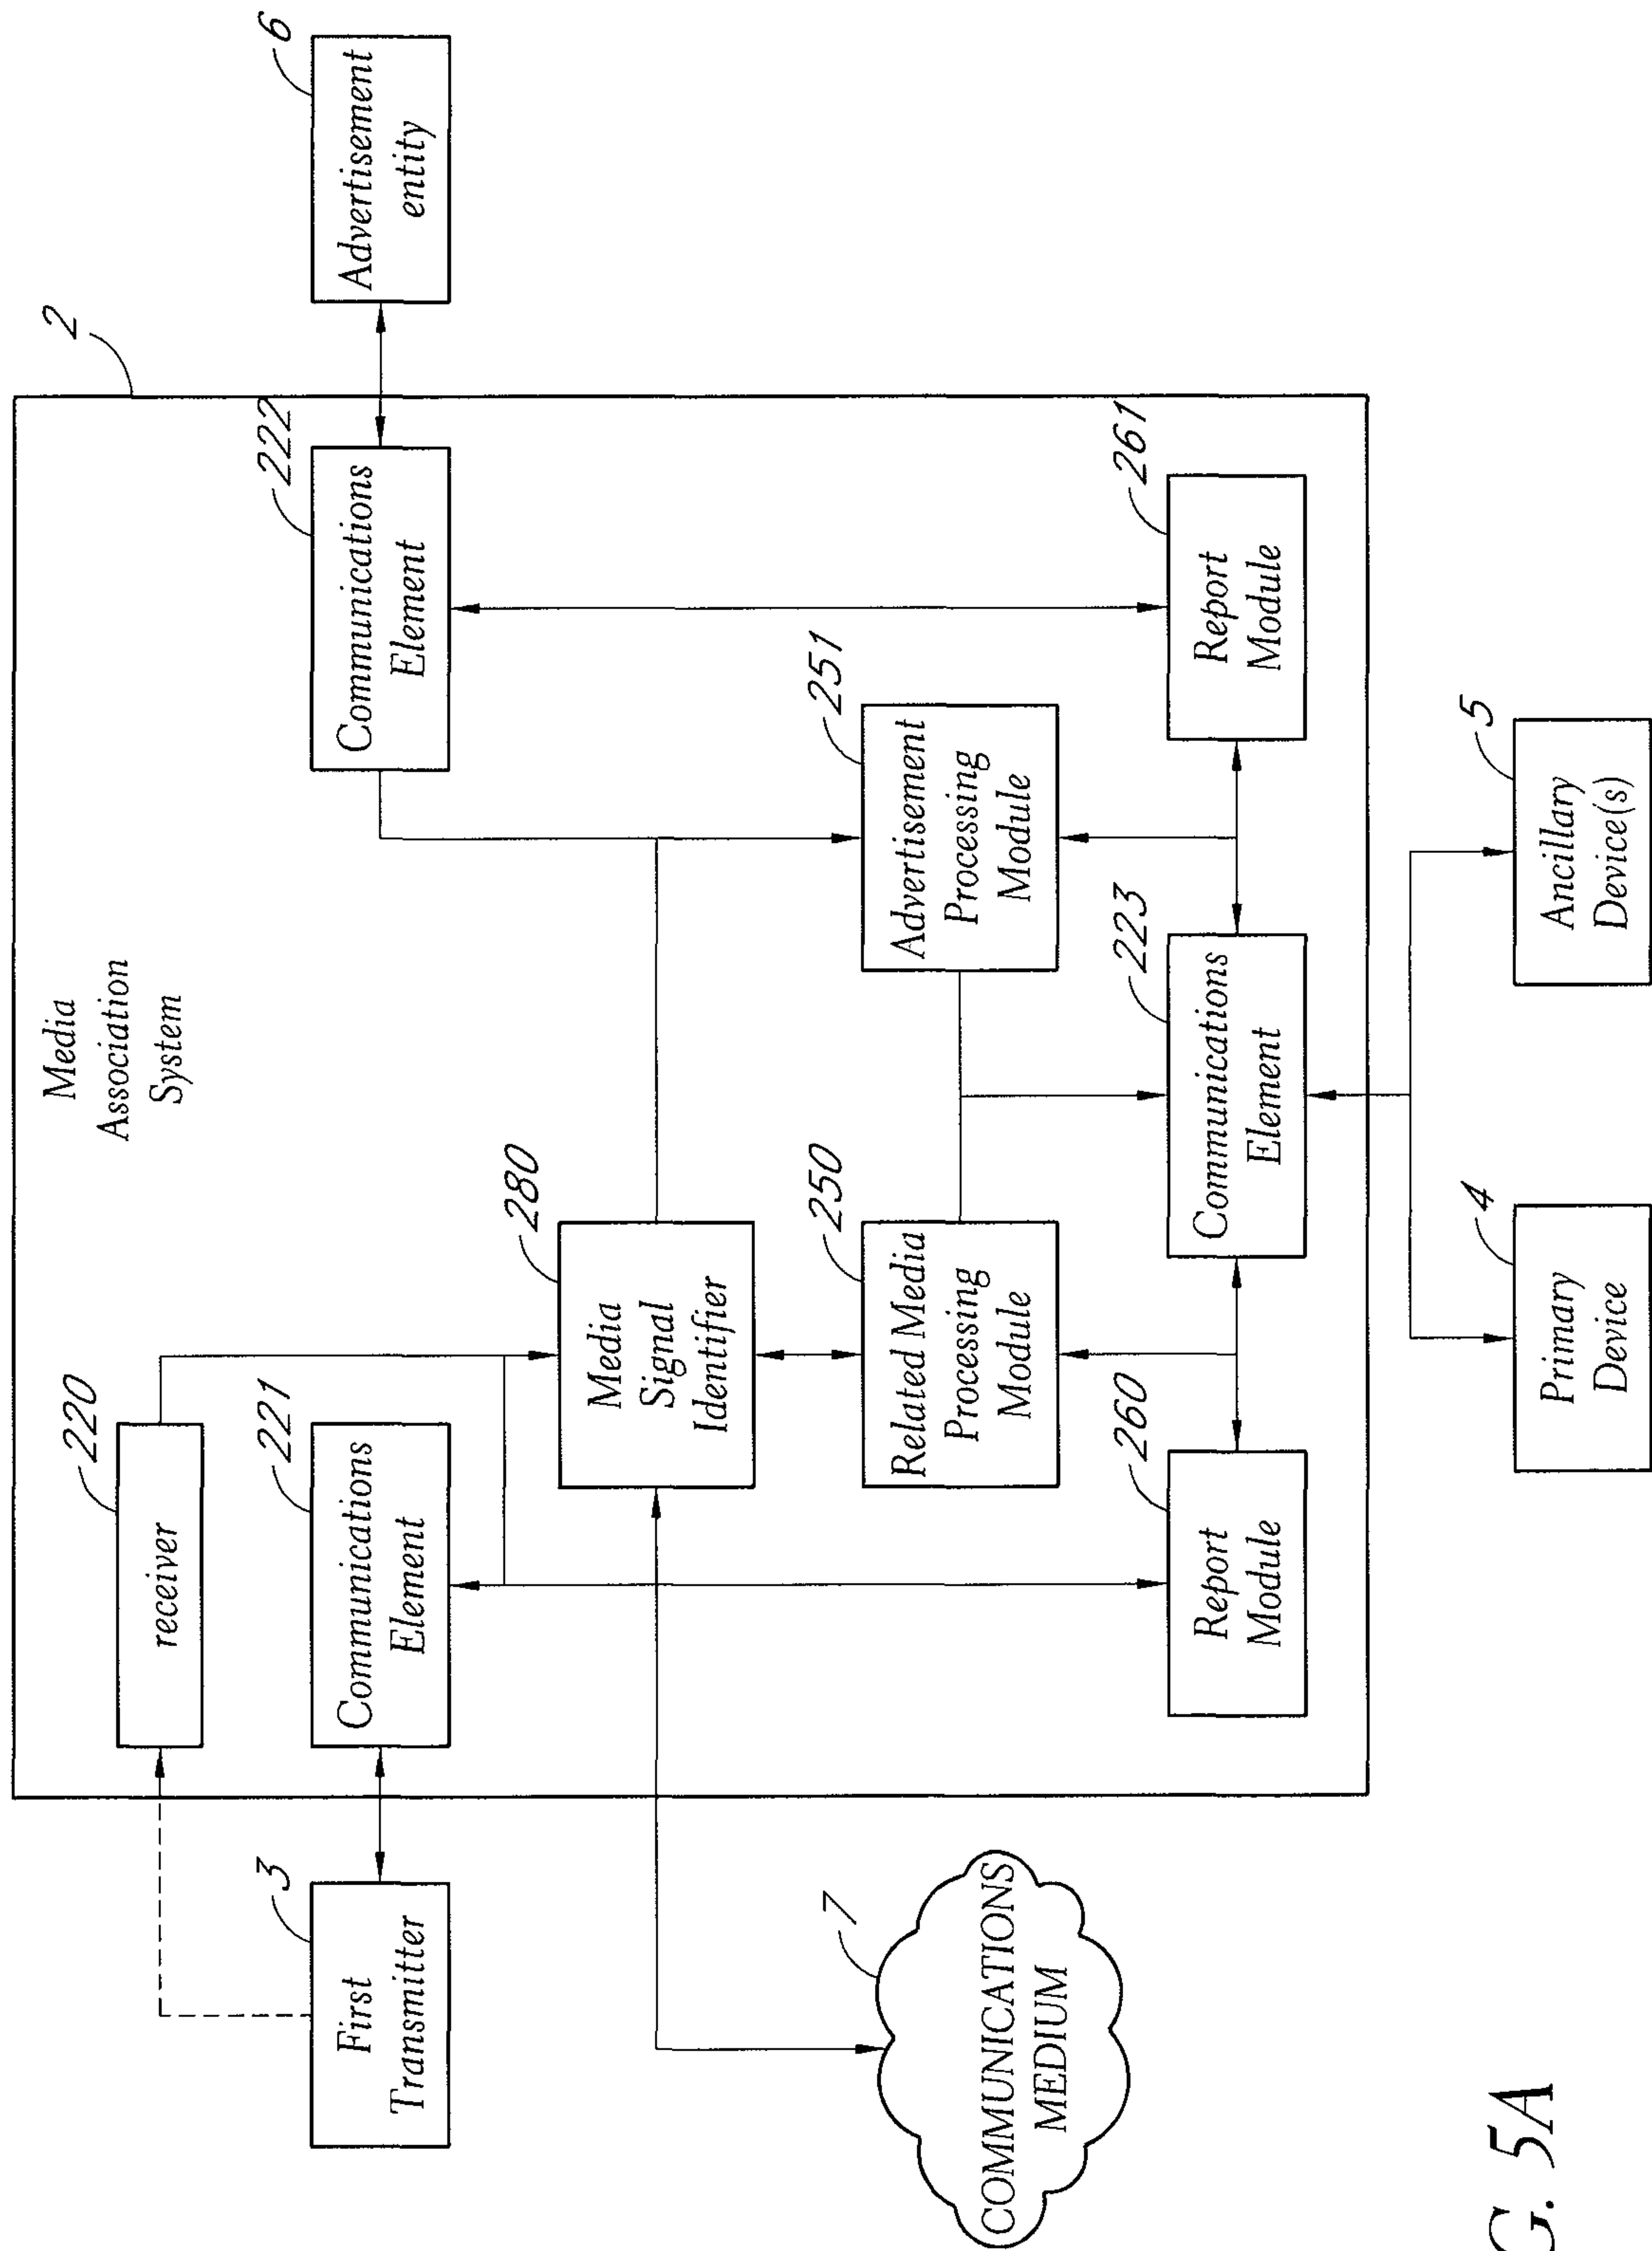 Media
Association
System
2
220
receiver
3
First
Transmitter
221
Communications
Element
222
Communications
Element
6
Advertisement
entity
280
Media
Signal
Identifier
7
COMMUNICATIONS
MEDIUM
250
Related Media
Processing
Module
251
Advertisement
Processing
Module
260
Report
Module
223
Communications
Element
261
Report
Module
4
Primary
Device
5
Ancillary
Device(s)
G. 5A